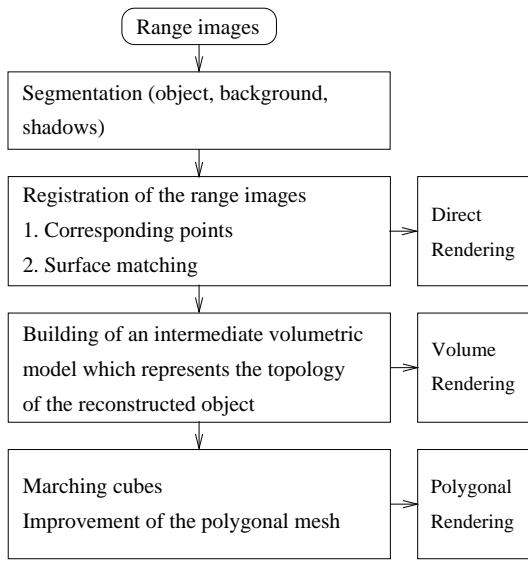 Range images
Segmentation (object, background,
shadows)
Registration of the range images
1. Corresponding points
2. Surface matching
Direct
Rendering
Building of an intermediate volumetric
model which represents the topology
of the reconstructed object
Volume
Rendering
Marching cubes
Improvement of the polygonal mesh
Polygonal
Rendering